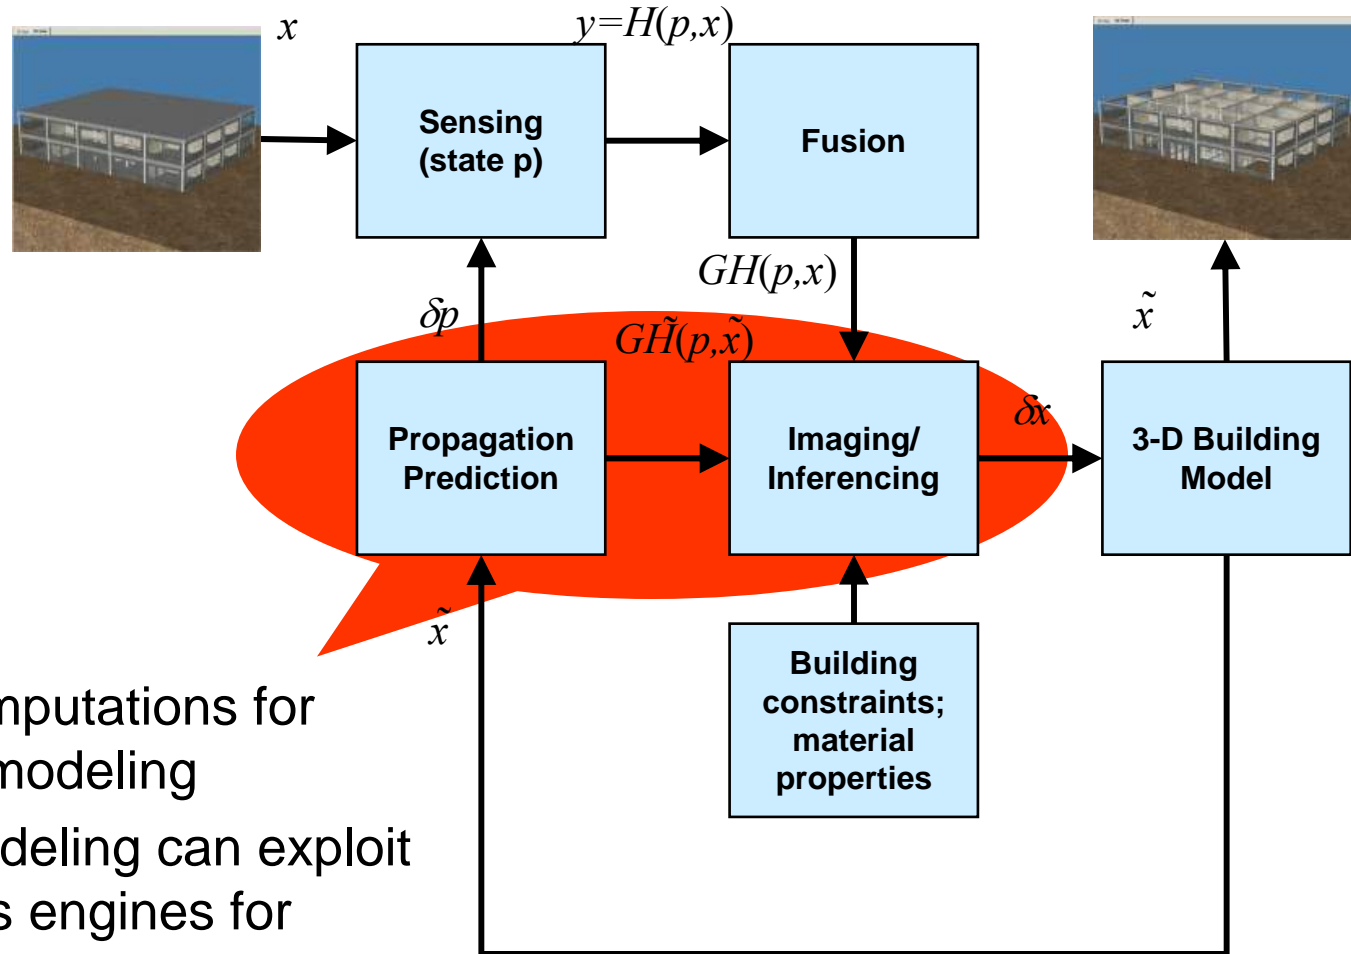 x
y=H(p,x)
Sensing
(state p)
Fusion
GH(p,x)
δp
GH̃(p,x̃)
x̃
Propagation
Prediction
Imaging/
Inferencing
δx
3-D Building
Model
x̃
Building
constraints;
material
properties
mputations for
modeling
deling can exploit
s engines for